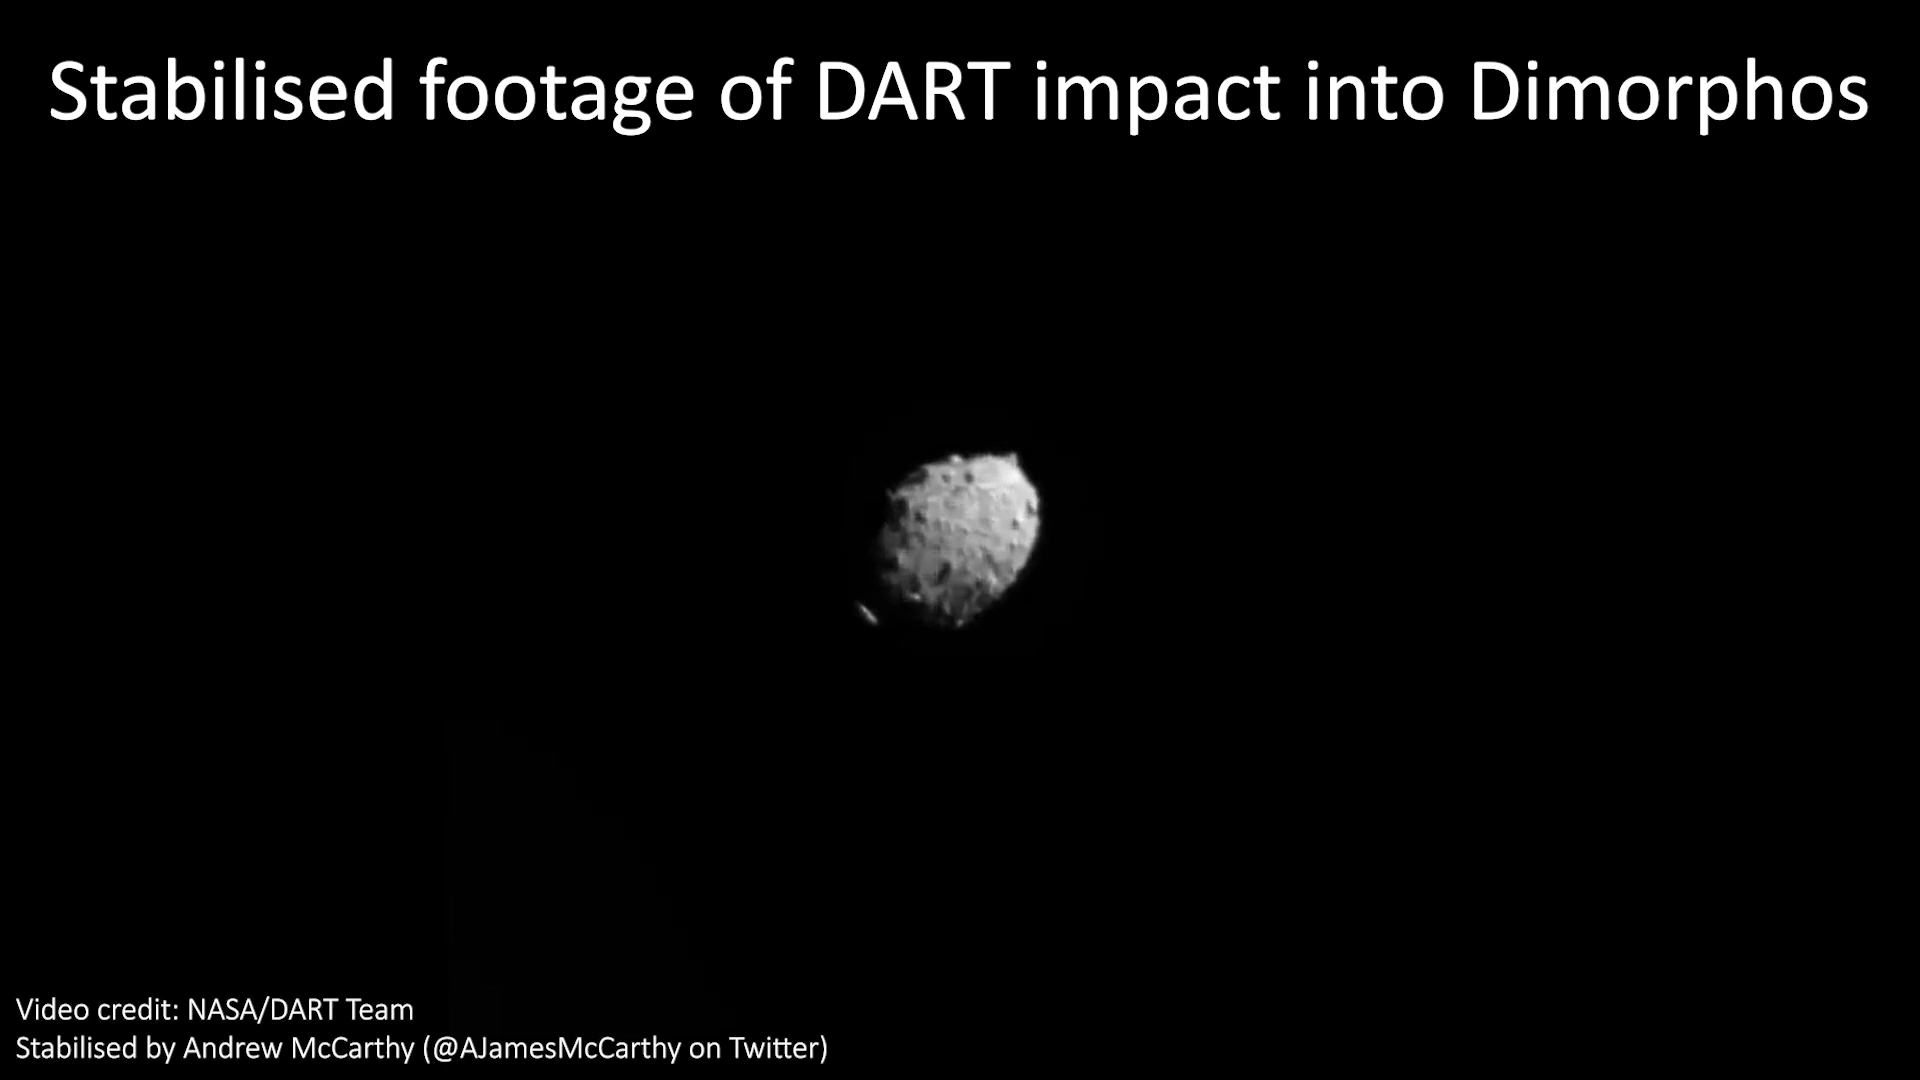 Stabilised footage of DART impact into Dimorphos
Video credit: NASA/DART Team
Stabilised by Andrew McCarthy (@AJamesMcCarthy on Twitter)